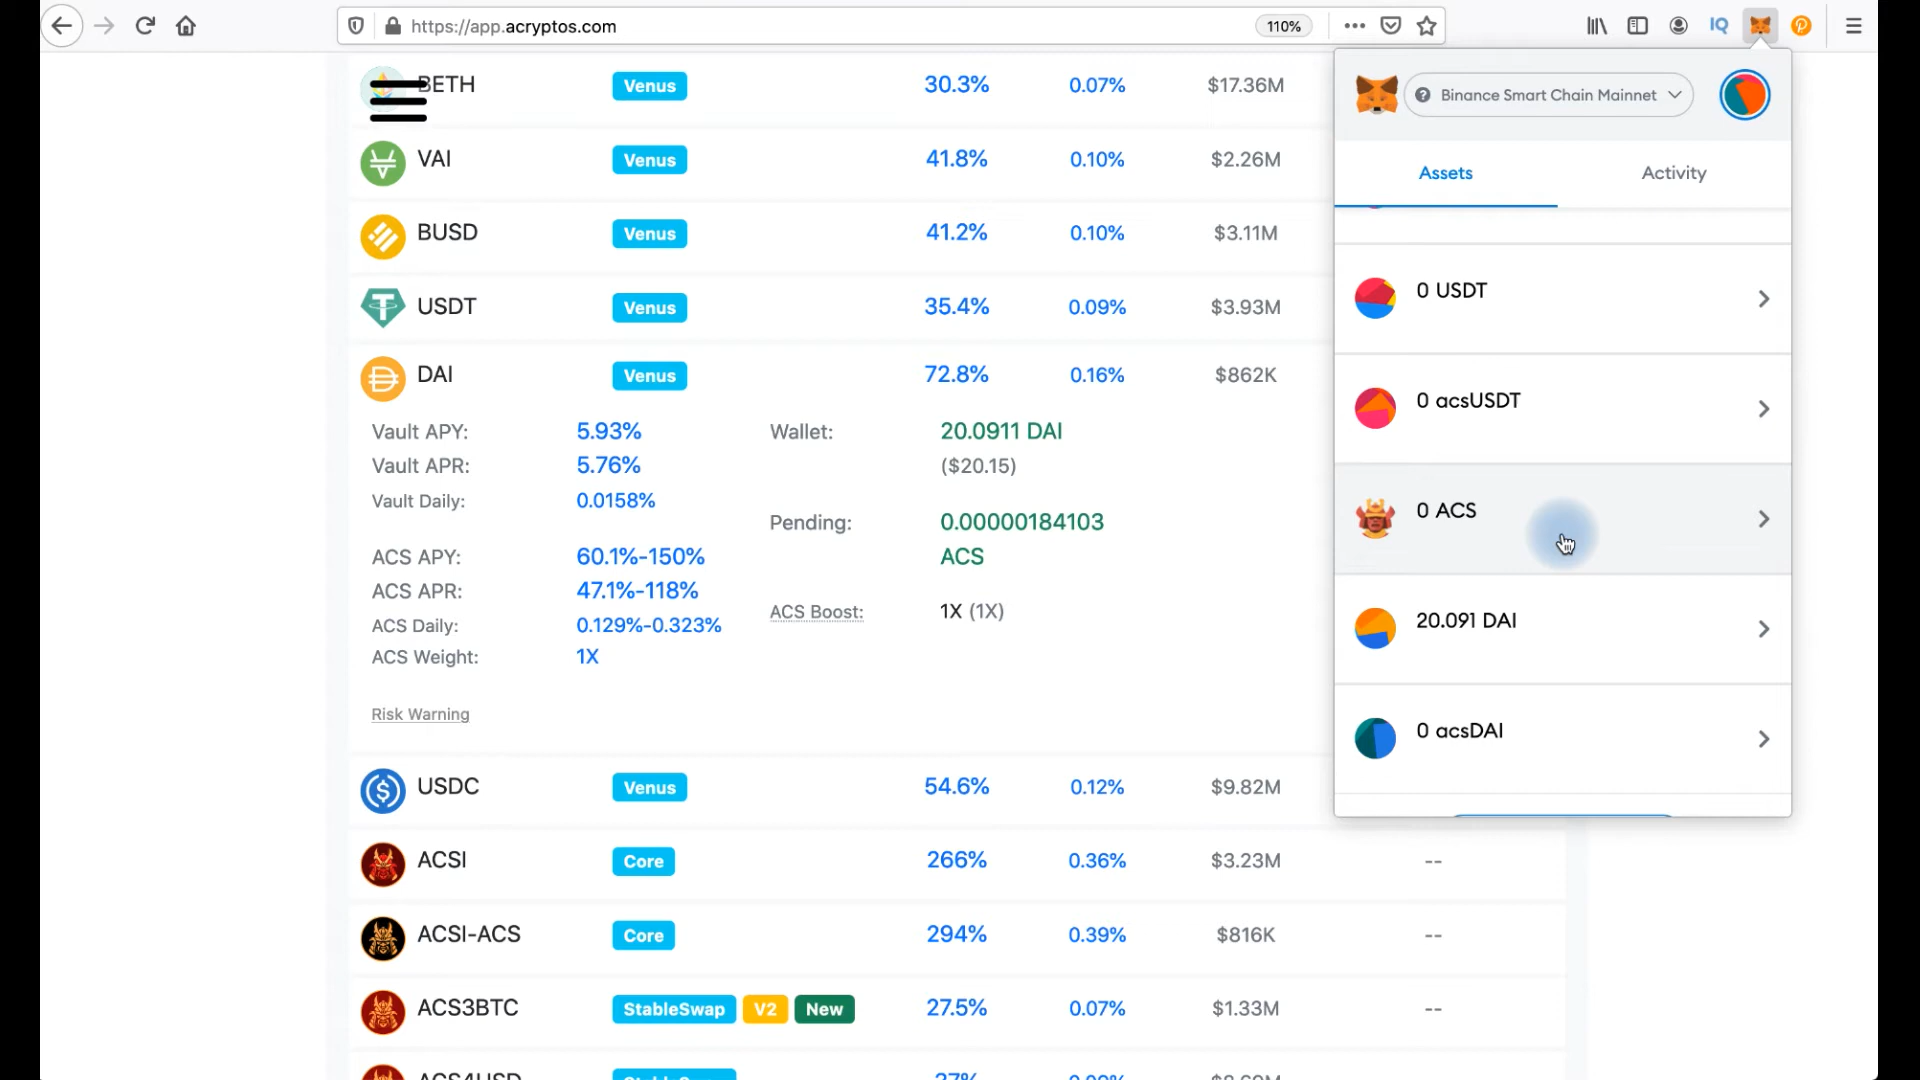 https://app.acryptos.com
110%
IQ
BETH Venus 30.3% 0.07% $17.36M
VAI Venus 41.8% 0.10% $2.26M
BUSD Venus 41.2% 0.10% $3.11M
USDT Venus 35.4% 0.09% $3.93M
DAI Venus 72.8% 0.16% $862K
Vault APY: 5.93% Wallet: 20.0911 DAI
Vault APR: 5.76% ($20.15)
Vault Daily: 0.0158%
Pending: 0.00000184103
ACS APY: 60.1%-150% ACS
ACS APR: 47.1%-118%
ACS Boost: 1X (1X)
ACS Daily: 0.129%-0.323%
ACS Weight: 1X
Risk Warning
USDC Venus 54.6% 0.12% $9.82M
ACSI Core 266% 0.36% $3.23M --
ACSI-ACS Core 294% 0.39% $816K --
ACS3BTC StableSwap V2 New 27.5% 0.07% $1.33M --
Binance Smart Chain Mainnet
Assets Activity
0 USDT
0 acsUSDT
0 ACS
20.091 DAI
0 acsDAI